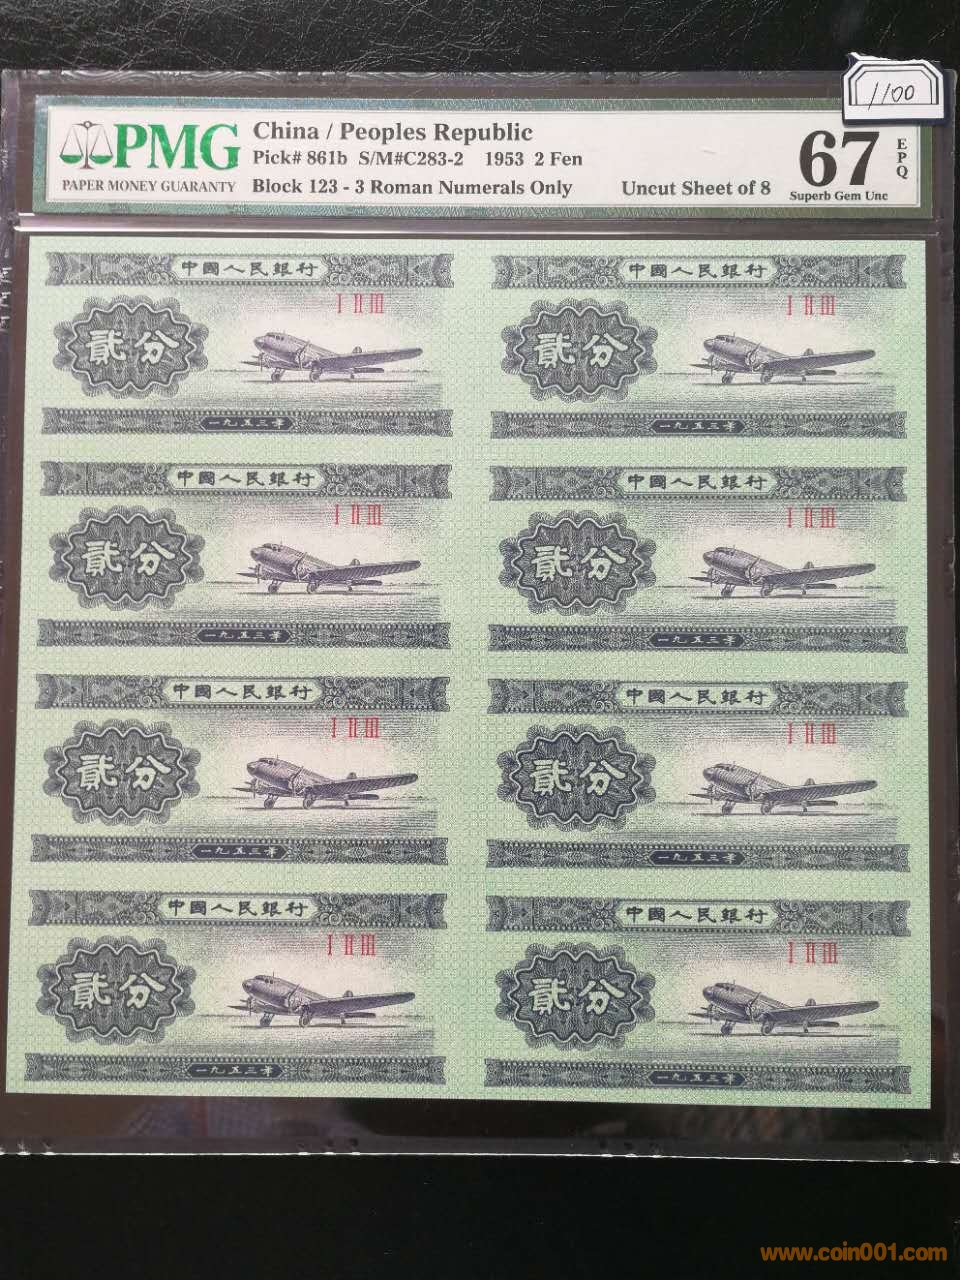 1100
PMG
PAPER MONEY GUARANTY
China / Peoples Republic
Pick# 861b S/M#C283-2 1953 2 Fen
Block 123 - 3 Roman Numerals Only
Uncut Sheet of 8
67 EPQ
Superb Gem Unc
中國人民銀行
I II III
貳分
一九五三年
中國人民銀行
I II III
貳分
一九五三年
中國人民銀行
I II III
貳分
一九五三年
中國人民銀行
I II III
貳分
一九五三年
中國人民銀行
I II III
貳分
一九五三年
中國人民銀行
I II III
貳分
一九五三年
中國人民銀行
I II III
貳分
一九五三年
中國人民銀行
I II III
貳分
一九五三年
www.coin001.com